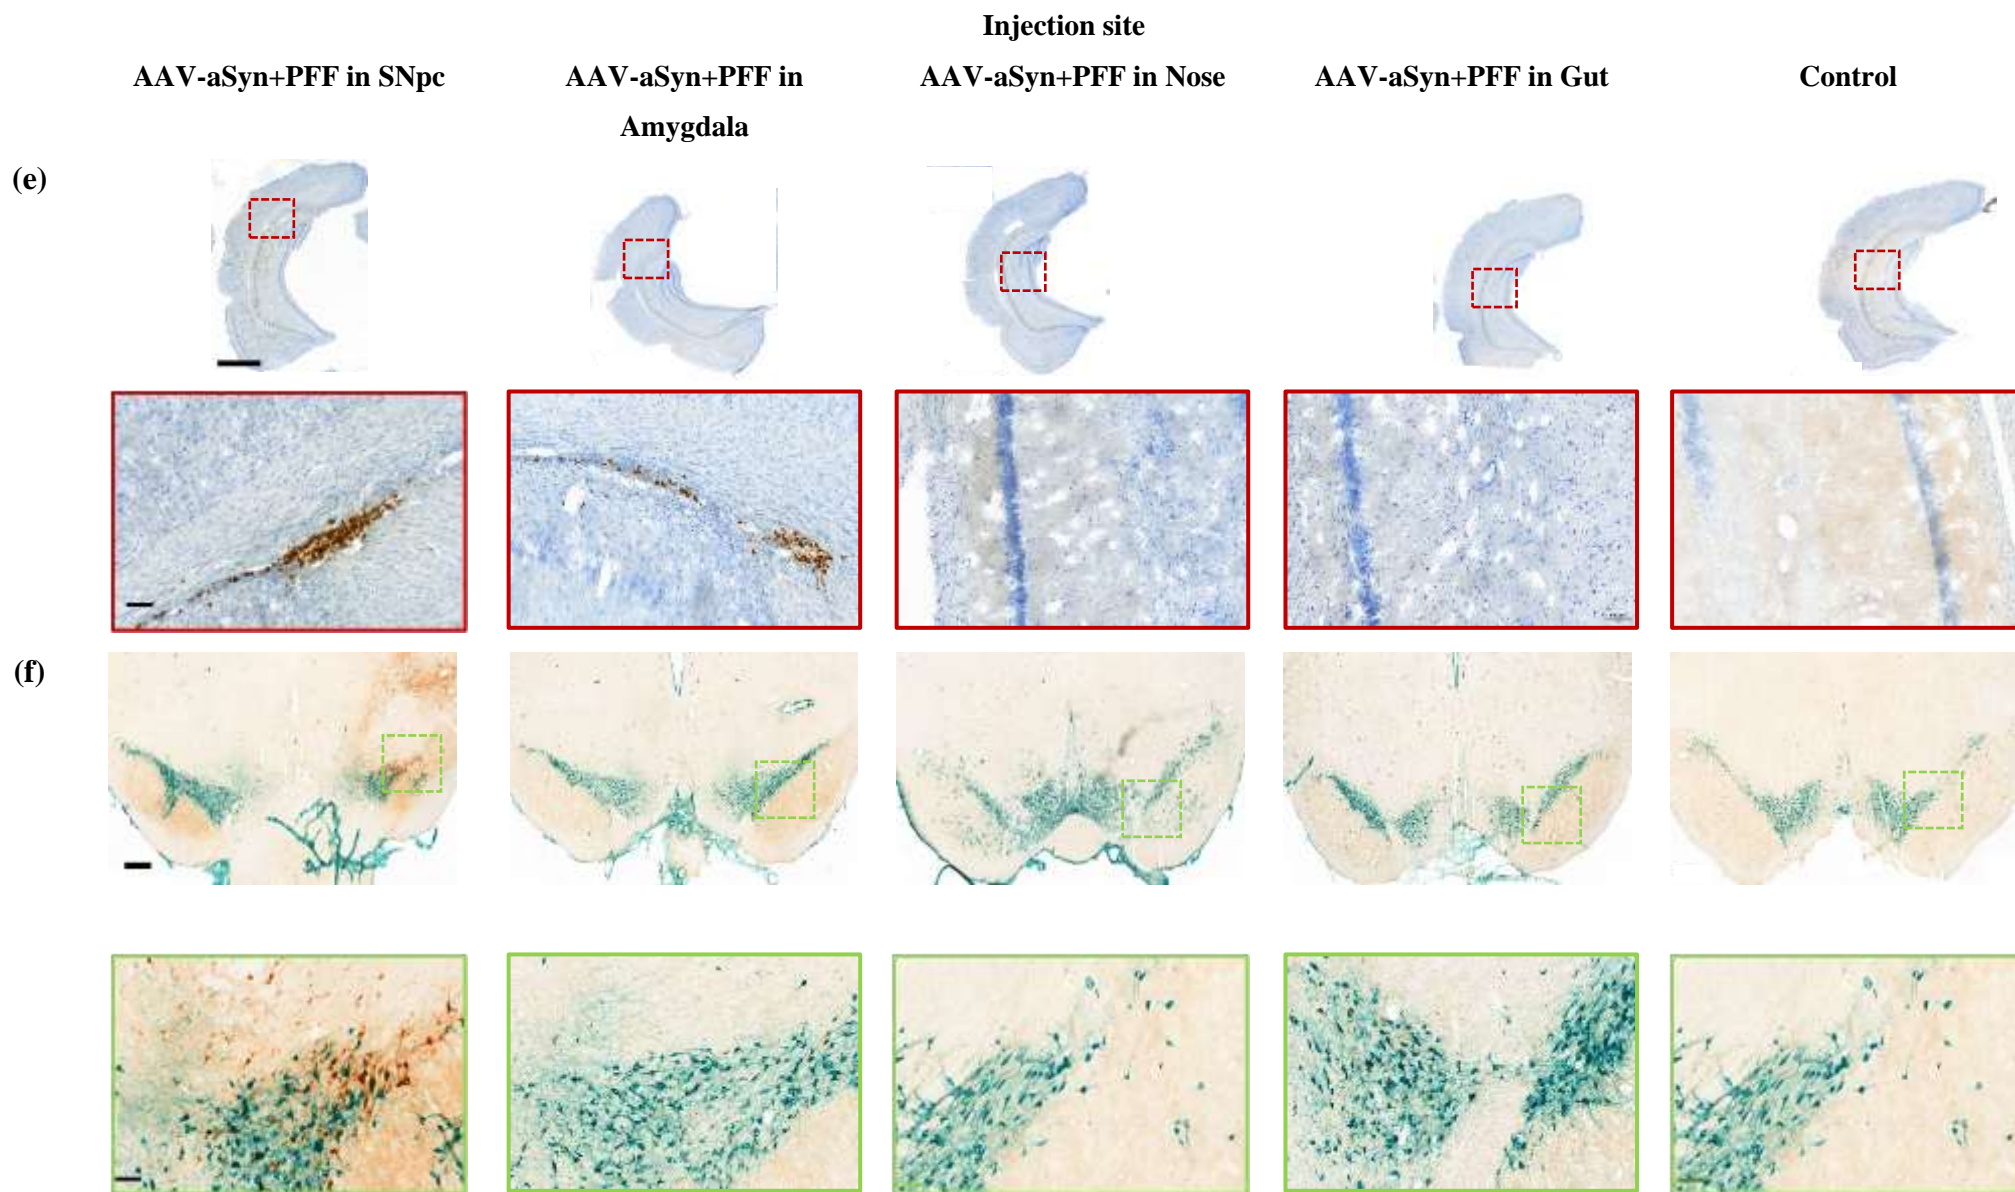 Injection site
AAV-aSyn+PFF in SNpc
AAV-aSyn+PFF in
Amygdala
AAV-aSyn+PFF in Nose
AAV-aSyn+PFF in Gut
Control
(e)
(f)